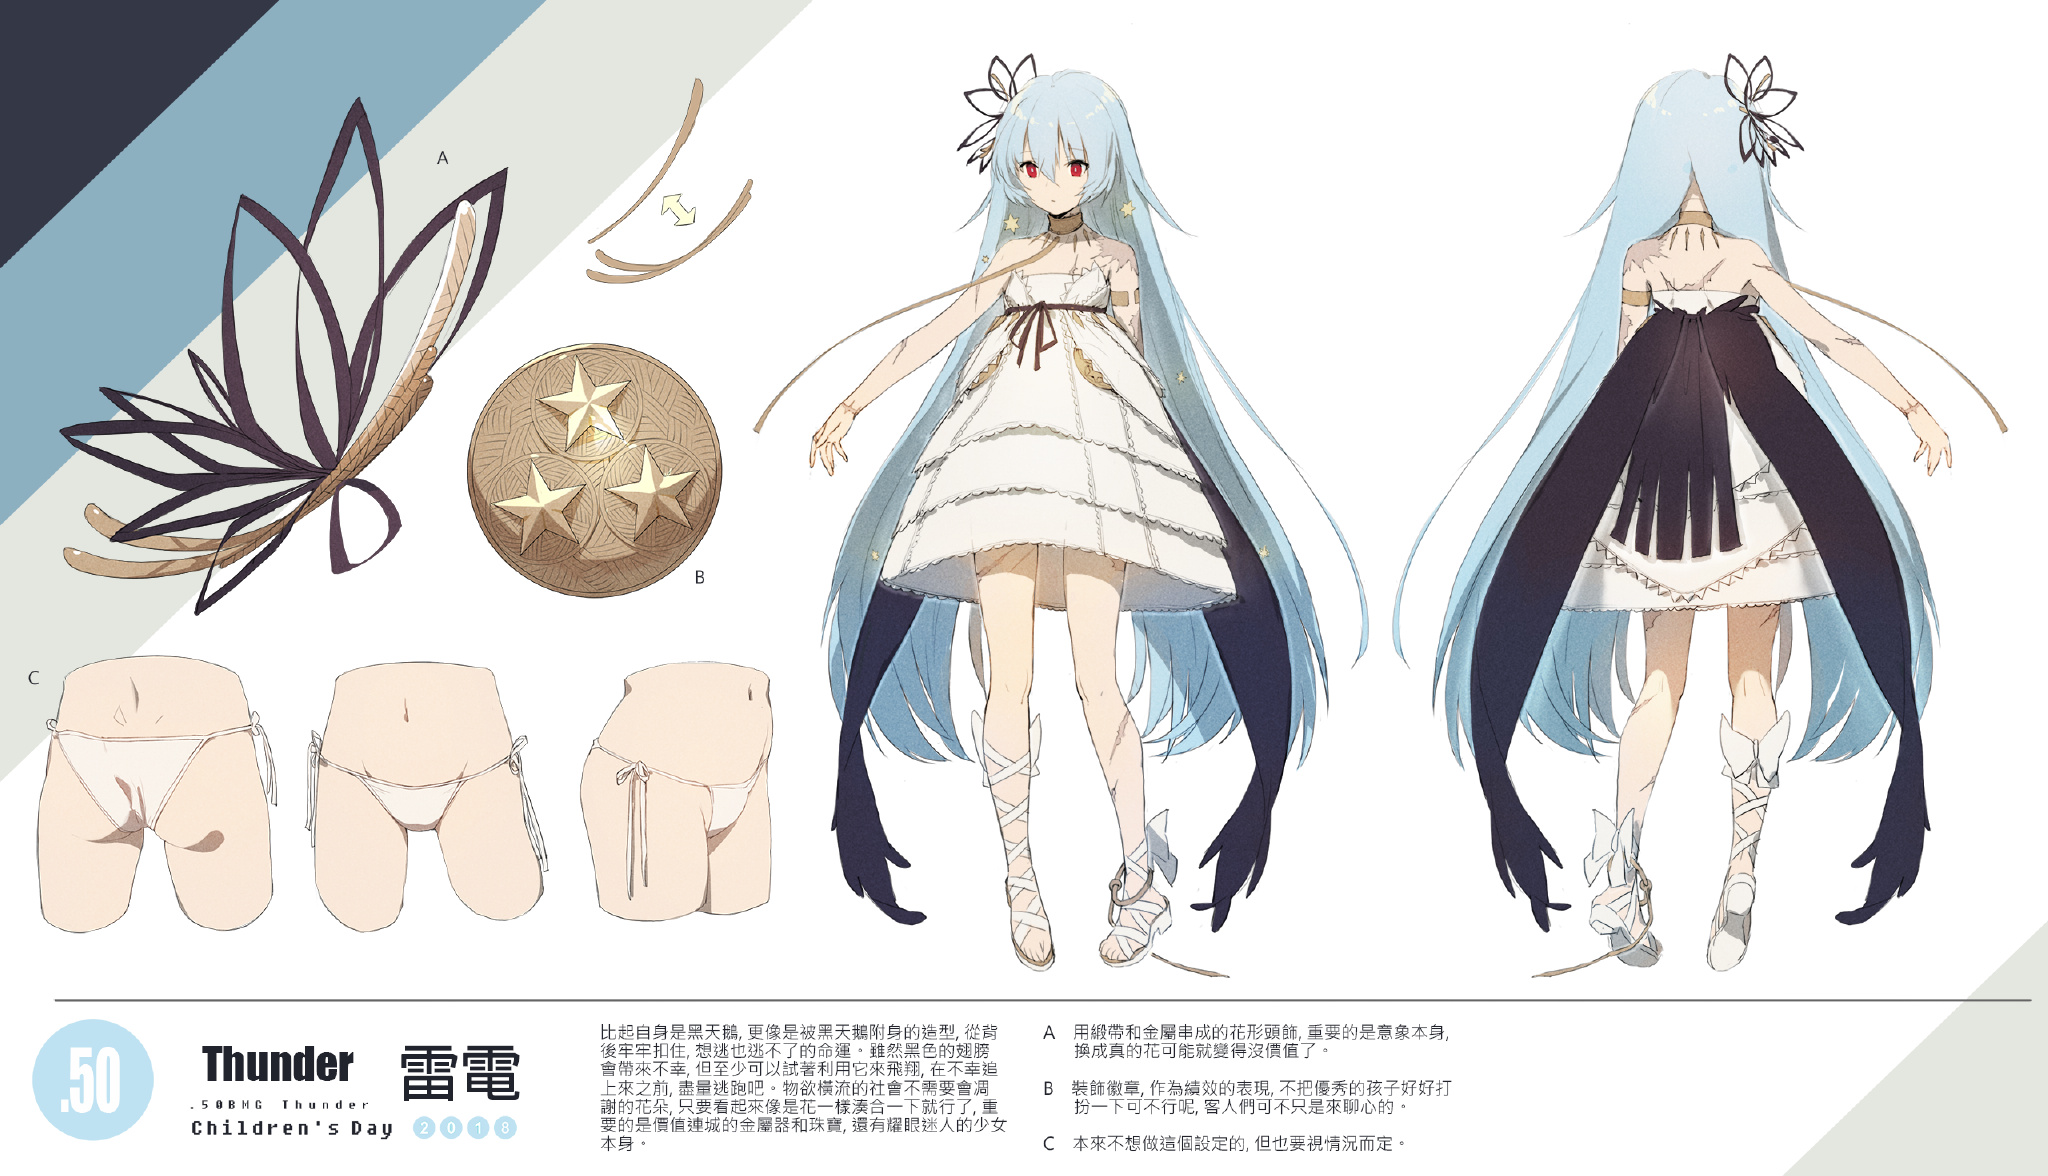 A
B
C
.50
Thunder
雷電
.50BMG Thunder
Children's Day 2018
比起自身是黑天鵝, 更像是被黑天鵝附身的造型, 從背
後牢牢扣住, 想逃也逃不了的命運。雖然黑色的翅膀
會帶來不幸, 但至少可以試著利用它來飛翔, 在不幸追
上來之前, 盡量逃跑吧。物欲橫流的社會不需要會凋
謝的花朵, 只要看起來像是花一樣湊合一下就行了, 重
要的是價值連城的金屬器和珠寶, 還有耀眼迷人的少女
本身。
A 用緞帶和金屬串成的花形頭飾, 重要的是意象本身,
換成真的花可能就變得沒價值了。
B 裝飾徽章, 作為績效的表現, 不把優秀的孩子好好打
扮一下可不行呢, 客人們可不只是來聊心的。
C 本來不想做這個設定的, 但也要視情況而定。